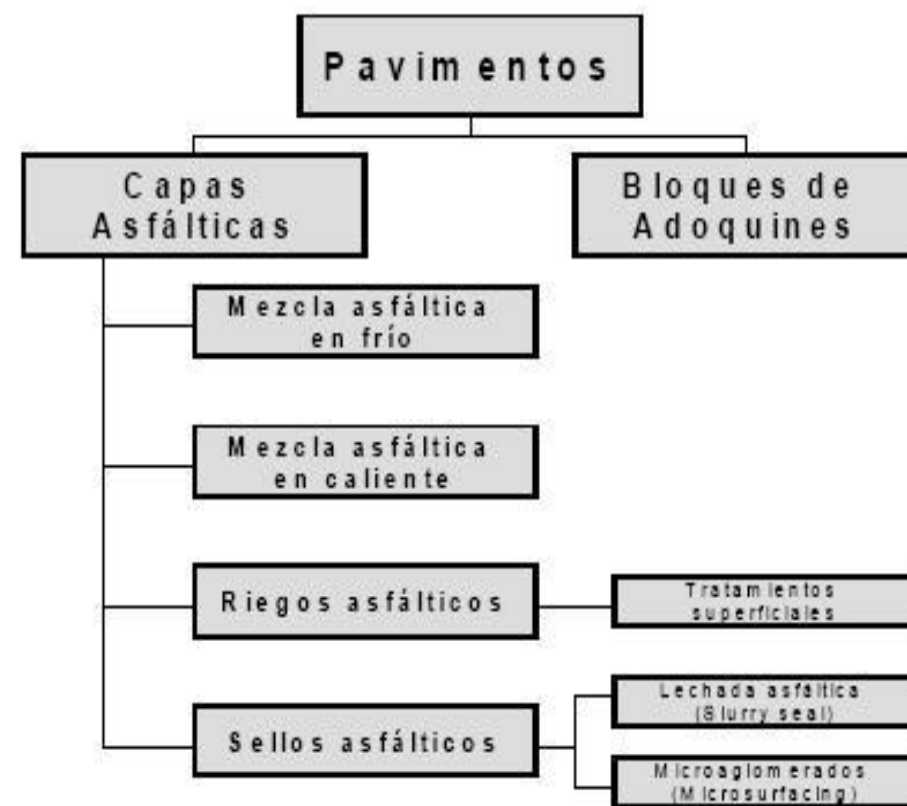 Pavimentos
Capas
Asfálticas
Bloques de
Adoquines
Mezcla asfáltica
en frío
Mezcla asfáltica
en caliente
Riegos asfálticos
Tratamientos
superficiales
Sellos asfálticos
Lechada asfáltica
(Slurry seal)
Microaglomerados
(Microsurfacing)